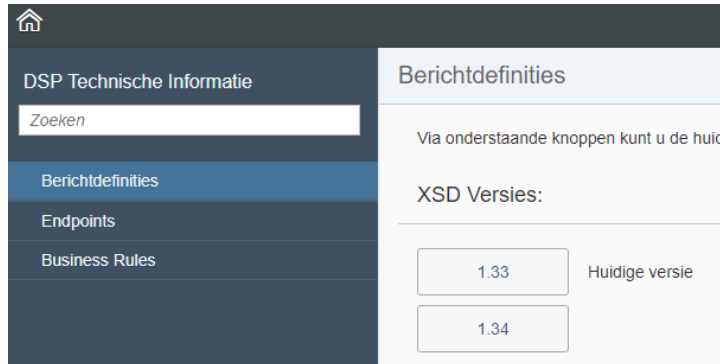 DSP Technische Informatie
Zoeken
Berichtdefinities
Endpoints
Business Rules
Berichtdefinities
Via onderstaande knoppen kunt u de
XSD Versies:
1.33 Huidige versie
1.34